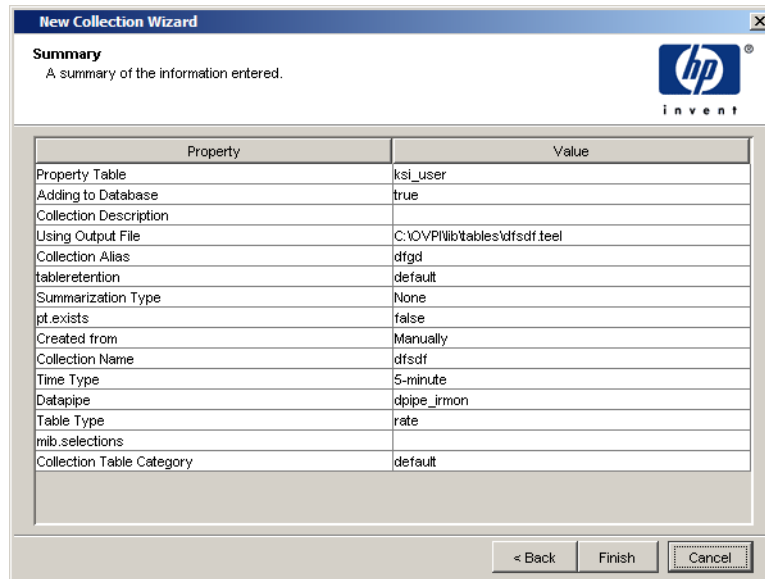 New Collection Wizard
Summary
A summary of the information entered.
hp
®
invent
Property Value
Property Table ksi_user
Adding to Database true
Collection Description
Using Output File C:\OVPI\lib\tables\dfsdf.teel
Collection Alias dfgd
tableretention default
Summarization Type None
pt.exists false
Created from Manually
Collection Name dfsdf
Time Type 5-minute
Datapipe dpipe_irmon
Table Type rate
mib.selections
Collection Table Category default
< Back Finish Cancel